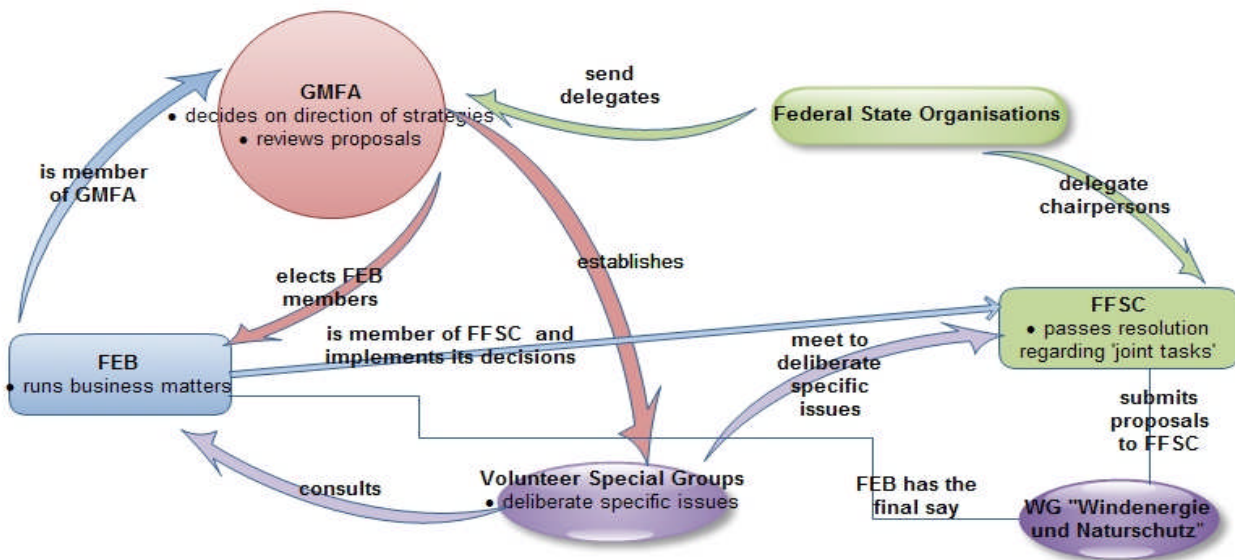 GMFA
• decides on direction of strategies
• reviews proposals
send
delegates
Federal State Organisations
is member
of GMFA
delegate
chairpersons
elects FEB
members
establishes
FEB
• runs business matters
is member of FFSC and
implements its decisions
FFSC
• passes resolution
regarding 'joint tasks'
meet to
deliberate
specific
issues
submits
proposals
to FFSC
consults
Volunteer Special Groups
• deliberate specific issues
FEB has the
final say
WG "Windenergie
und Naturschutz"